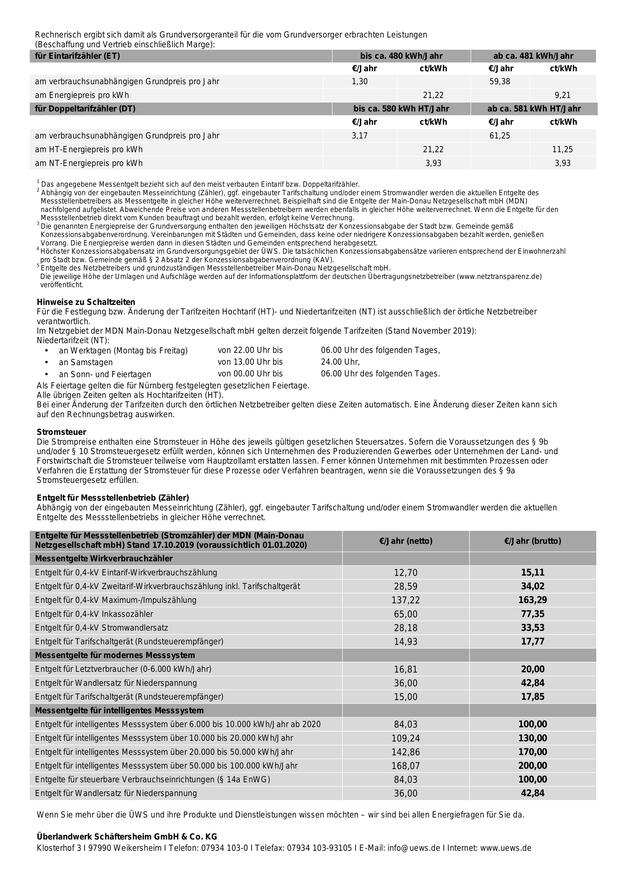 Rechnerisch ergibt sich damit als Grundversorgeranteil für die vom Grundversorger erbrachten Leistungen
(Beschaffung und Vertrieb einschließlich Marge):
für Eintarifzähler (ET) bis ca. 480 kWh/Jahr ab ca. 481 kWh/Jahr
€/Jahr ct/kWh €/Jahr ct/kWh
am verbrauchsunabhängigen Grundpreis pro Jahr 1,30 59,38
am Energiepreis pro kWh 21,22 9,21
für Doppeltarifzähler (DT) bis ca. 580 kWh HT/Jahr ab ca. 581 kWh HT/Jahr
€/Jahr ct/kWh €/Jahr ct/kWh
am verbrauchsunabhängigen Grundpreis pro Jahr 3,17 61,25
am HT-Energiepreis pro kWh 21,22 11,25
am NT-Energiepreis pro kWh 3,93 3,93
1 Das angegebene Messentgelt bezieht sich auf den meist verbauten Eintarif bzw. Doppeltarifzähler.
2 Abhängig von der eingebauten Messeinrichtung (Zähler), ggf. eingebauter Tarifschaltung und/oder einem Stromwandler werden die aktuellen Entgelte des
Messstellenbetreibers als Messentgelte in gleicher Höhe weiterverrechnet. Beispielhaft sind die Entgelte der Main-Donau Netzgesellschaft mbH (MDN)
nachfolgend aufgelistet. Abweichende Preise von anderen Messstellenbetreibern werden ebenfalls in gleicher Höhe weiterverrechnet. Wenn die Entgelte für den
Messstellenbetrieb direkt vom Kunden beauftragt und bezahlt werden, erfolgt keine Verrechnung.
3 Die genannten Energiepreise der Grundversorgung enthalten den jeweiligen Höchstsatz der Konzessionsabgabe der Stadt bzw. Gemeinde gemäß
Konzessionsabgabenverordnung. Vereinbarungen mit Städten und Gemeinden, dass keine oder niedrigere Konzessionsabgaben bezahlt werden, genießen
Vorrang. Die Energiepreise werden dann in diesen Städten und Gemeinden entsprechend herabgesetzt.
4 Höchster Konzessionsabgabensatz im Grundversorgungsgebiet der ÜWS. Die tatsächlichen Konzessionsabgabensätze variieren entsprechend der Einwohnerzahl
pro Stadt bzw. Gemeinde gemäß § 2 Absatz 2 der Konzessionsabgabenverordnung (KAV).
5 Entgelte des Netzbetreibers und grundzuständigen Messstellenbetreiber Main-Donau Netzgesellschaft mbH.
Die jeweilige Höhe der Umlagen und Aufschläge werden auf der Informationsplattform der deutschen Übertragungsnetzbetreiber (www.netztransparenz.de)
veröffentlicht.
Hinweise zu Schaltzeiten
Für die Festlegung bzw. Änderung der Tarifzeiten Hochtarif (HT)- und Niedertarifzeiten (NT) ist ausschließlich der örtliche Netzbetreiber
verantwortlich.
Im Netzgebiet der MDN Main-Donau Netzgesellschaft mbH gelten derzeit folgende Tarifzeiten (Stand November 2019):
Niedertarifzeit (NT):
• an Werktagen (Montag bis Freitag) von 22.00 Uhr bis 06.00 Uhr des folgenden Tages,
• an Samstagen von 13.00 Uhr bis 24.00 Uhr,
• an Sonn- und Feiertagen von 00.00 Uhr bis 06.00 Uhr des folgenden Tages.
Als Feiertage gelten die für Nürnberg festgelegten gesetzlichen Feiertage.
Alle übrigen Zeiten gelten als Hochtarifzeiten (HT).
Bei einer Änderung der Tarifzeiten durch den örtlichen Netzbetreiber gelten diese Zeiten automatisch. Eine Änderung dieser Zeiten kann sich
auf den Rechnungsbetrag auswirken.
Stromsteuer
Die Strompreise enthalten eine Stromsteuer in Höhe des jeweils gültigen gesetzlichen Steuersatzes. Sofern die Voraussetzungen des § 9b
und/oder § 10 Stromsteuergesetz erfüllt werden, können sich Unternehmen des Produzierenden Gewerbes oder Unternehmen der Land- und
Forstwirtschaft die Stromsteuer teilweise vom Hauptzollamt erstatten lassen. Ferner können Unternehmen mit bestimmten Prozessen oder
Verfahren die Erstattung der Stromsteuer für diese Prozesse oder Verfahren beantragen, wenn sie die Voraussetzungen des § 9a
Stromsteuergesetz erfüllen.
Entgelt für Messstellenbetrieb (Zähler)
Abhängig von der eingebauten Messeinrichtung (Zähler), ggf. eingebauter Tarifschaltung und/oder einem Stromwandler werden die aktuellen
Entgelte des Messstellenbetriebs in gleicher Höhe verrechnet.
Entgelte für Messstellenbetrieb (Stromzähler) der MDN (Main-Donau
Netzgesellschaft mbH) Stand 17.10.2019 (voraussichtlich 01.01.2020) €/Jahr (netto) €/Jahr (brutto)
Messentgelte Wirkverbrauchzähler
Entgelt für 0,4-kV Eintarif-Wirkverbrauchszählung 12,70 15,11
Entgelt für 0,4-kV Zweitarif-Wirkverbrauchszählung inkl. Tarifschaltgerät 28,59 34,02
Entgelt für 0,4-kV Maximum-/Impulszählung 137,22 163,29
Entgelt für 0,4-kV Inkassozähler 65,00 77,35
Entgelt für 0,4-kV Stromwandlersatz 28,18 33,53
Entgelt für Tarifschaltgerät (Rundsteuerempfänger) 14,93 17,77
Messentgelte für modernes Messsystem
Entgelt für Letztverbraucher (0-6.000 kWh/Jahr) 16,81 20,00
Entgelt für Wandlersatz für Niederspannung 36,00 42,84
Entgelt für Tarifschaltgerät (Rundsteuerempfänger) 15,00 17,85
Messentgelte für intelligentes Messsystem
Entgelt für intelligentes Messsystem über 6.000 bis 10.000 kWh/Jahr ab 2020 84,03 100,00
Entgelt für intelligentes Messsystem über 10.000 bis 20.000 kWh/Jahr 109,24 130,00
Entgelt für intelligentes Messsystem über 20.000 bis 50.000 kWh/Jahr 142,86 170,00
Entgelt für intelligentes Messsystem über 50.000 bis 100.000 kWh/Jahr 168,07 200,00
Entgelte für steuerbare Verbrauchseinrichtungen (§ 14a EnWG) 84,03 100,00
Entgelt für Wandlersatz für Niederspannung 36,00 42,84
Wenn Sie mehr über die ÜWS und ihre Produkte und Dienstleistungen wissen möchten – wir sind bei allen Energiefragen für Sie da.
Überlandwerk Schäftersheim GmbH & Co. KG
Klosterhof 3 I 97990 Weikersheim I Telefon: 07934 103-0 I Telefax: 07934 103-93105 I E-Mail: info@uews.de I Internet: www.uews.de